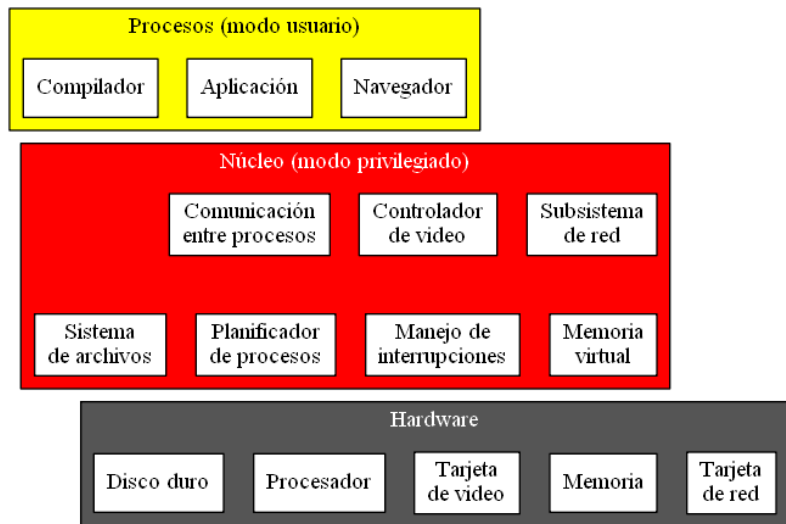 Procesos (modo usuario)
Compilador
Aplicación
Navegador
Núcleo (modo privilegiado)
Comunicación
entre procesos
Controlador
de video
Subsistema
de red
Sistema
de archivos
Planificador
de procesos
Manejo de
interrupciones
Memoria
virtual
Hardware
Disco duro
Procesador
Tarjeta
de video
Memoria
Tarjeta
de red